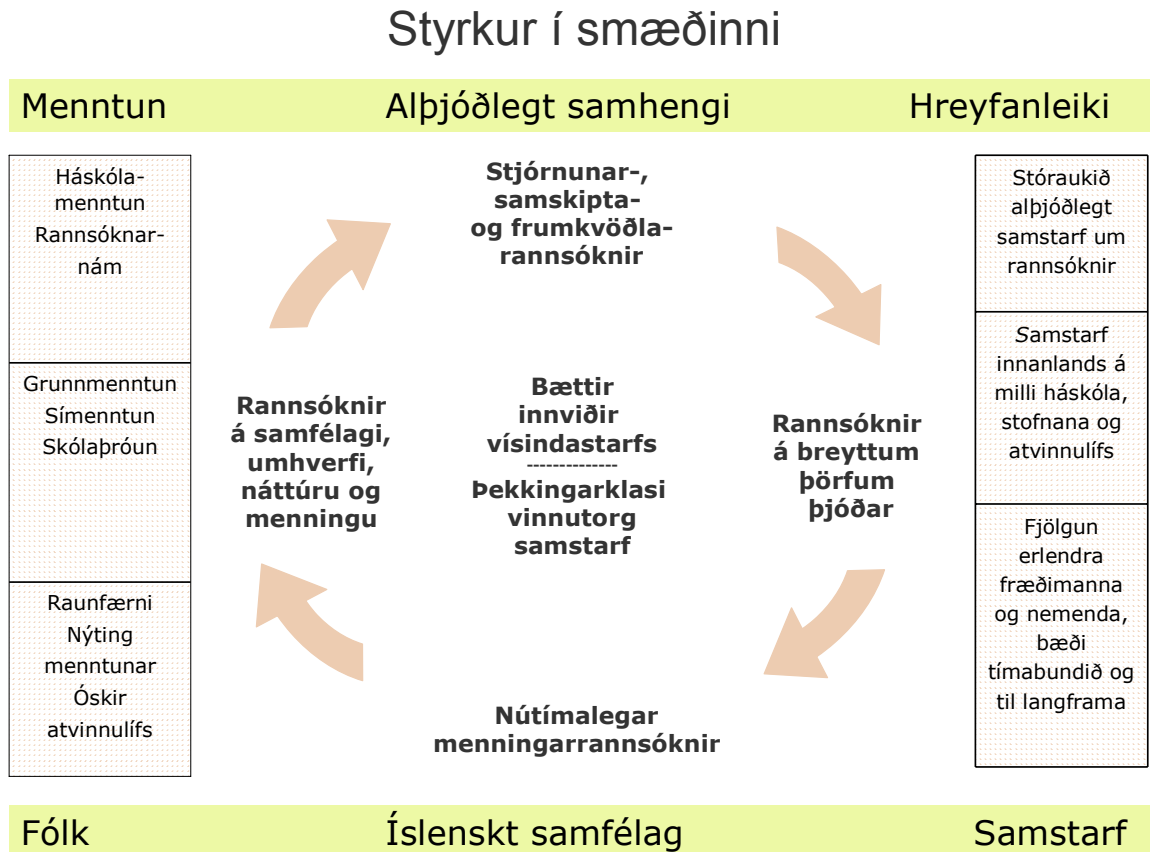 Styrkur í smæðinni
Menntun
Alþjóðlegt samhengi
Hreyfanleiki
Háskóla-
menntun
Rannsóknar-
nám
Grunnmenntun
Símenntun
Skólaþróun
Raunfærni
Nýting
menntunar
Óskir
atvinnulífs
Stjórnunar-,
samskipta-
og frumkvöðla-
rannsóknir
Rannsóknir
á samfélagi,
umhverfi,
náttúru og
menningu
Bættir
innviðir
vísindastarfs
--------------
Þekkingarklasi
vinnutorg
samstarf
Rannsóknir
á breyttum
þörfum
þjóðar
Nútímalegar
menningarrannsóknir
Stóraukið
alþjóðlegt
samstarf um
rannsóknir
Samstarf
innanlands á
milli háskóla,
stofnana og
atvinnulífs
Fjölgun
erlendra
fræðimanna
og nemenda,
bæði
tímabundið og
til langframa
Fólk
Íslenskt samfélag
Samstarf